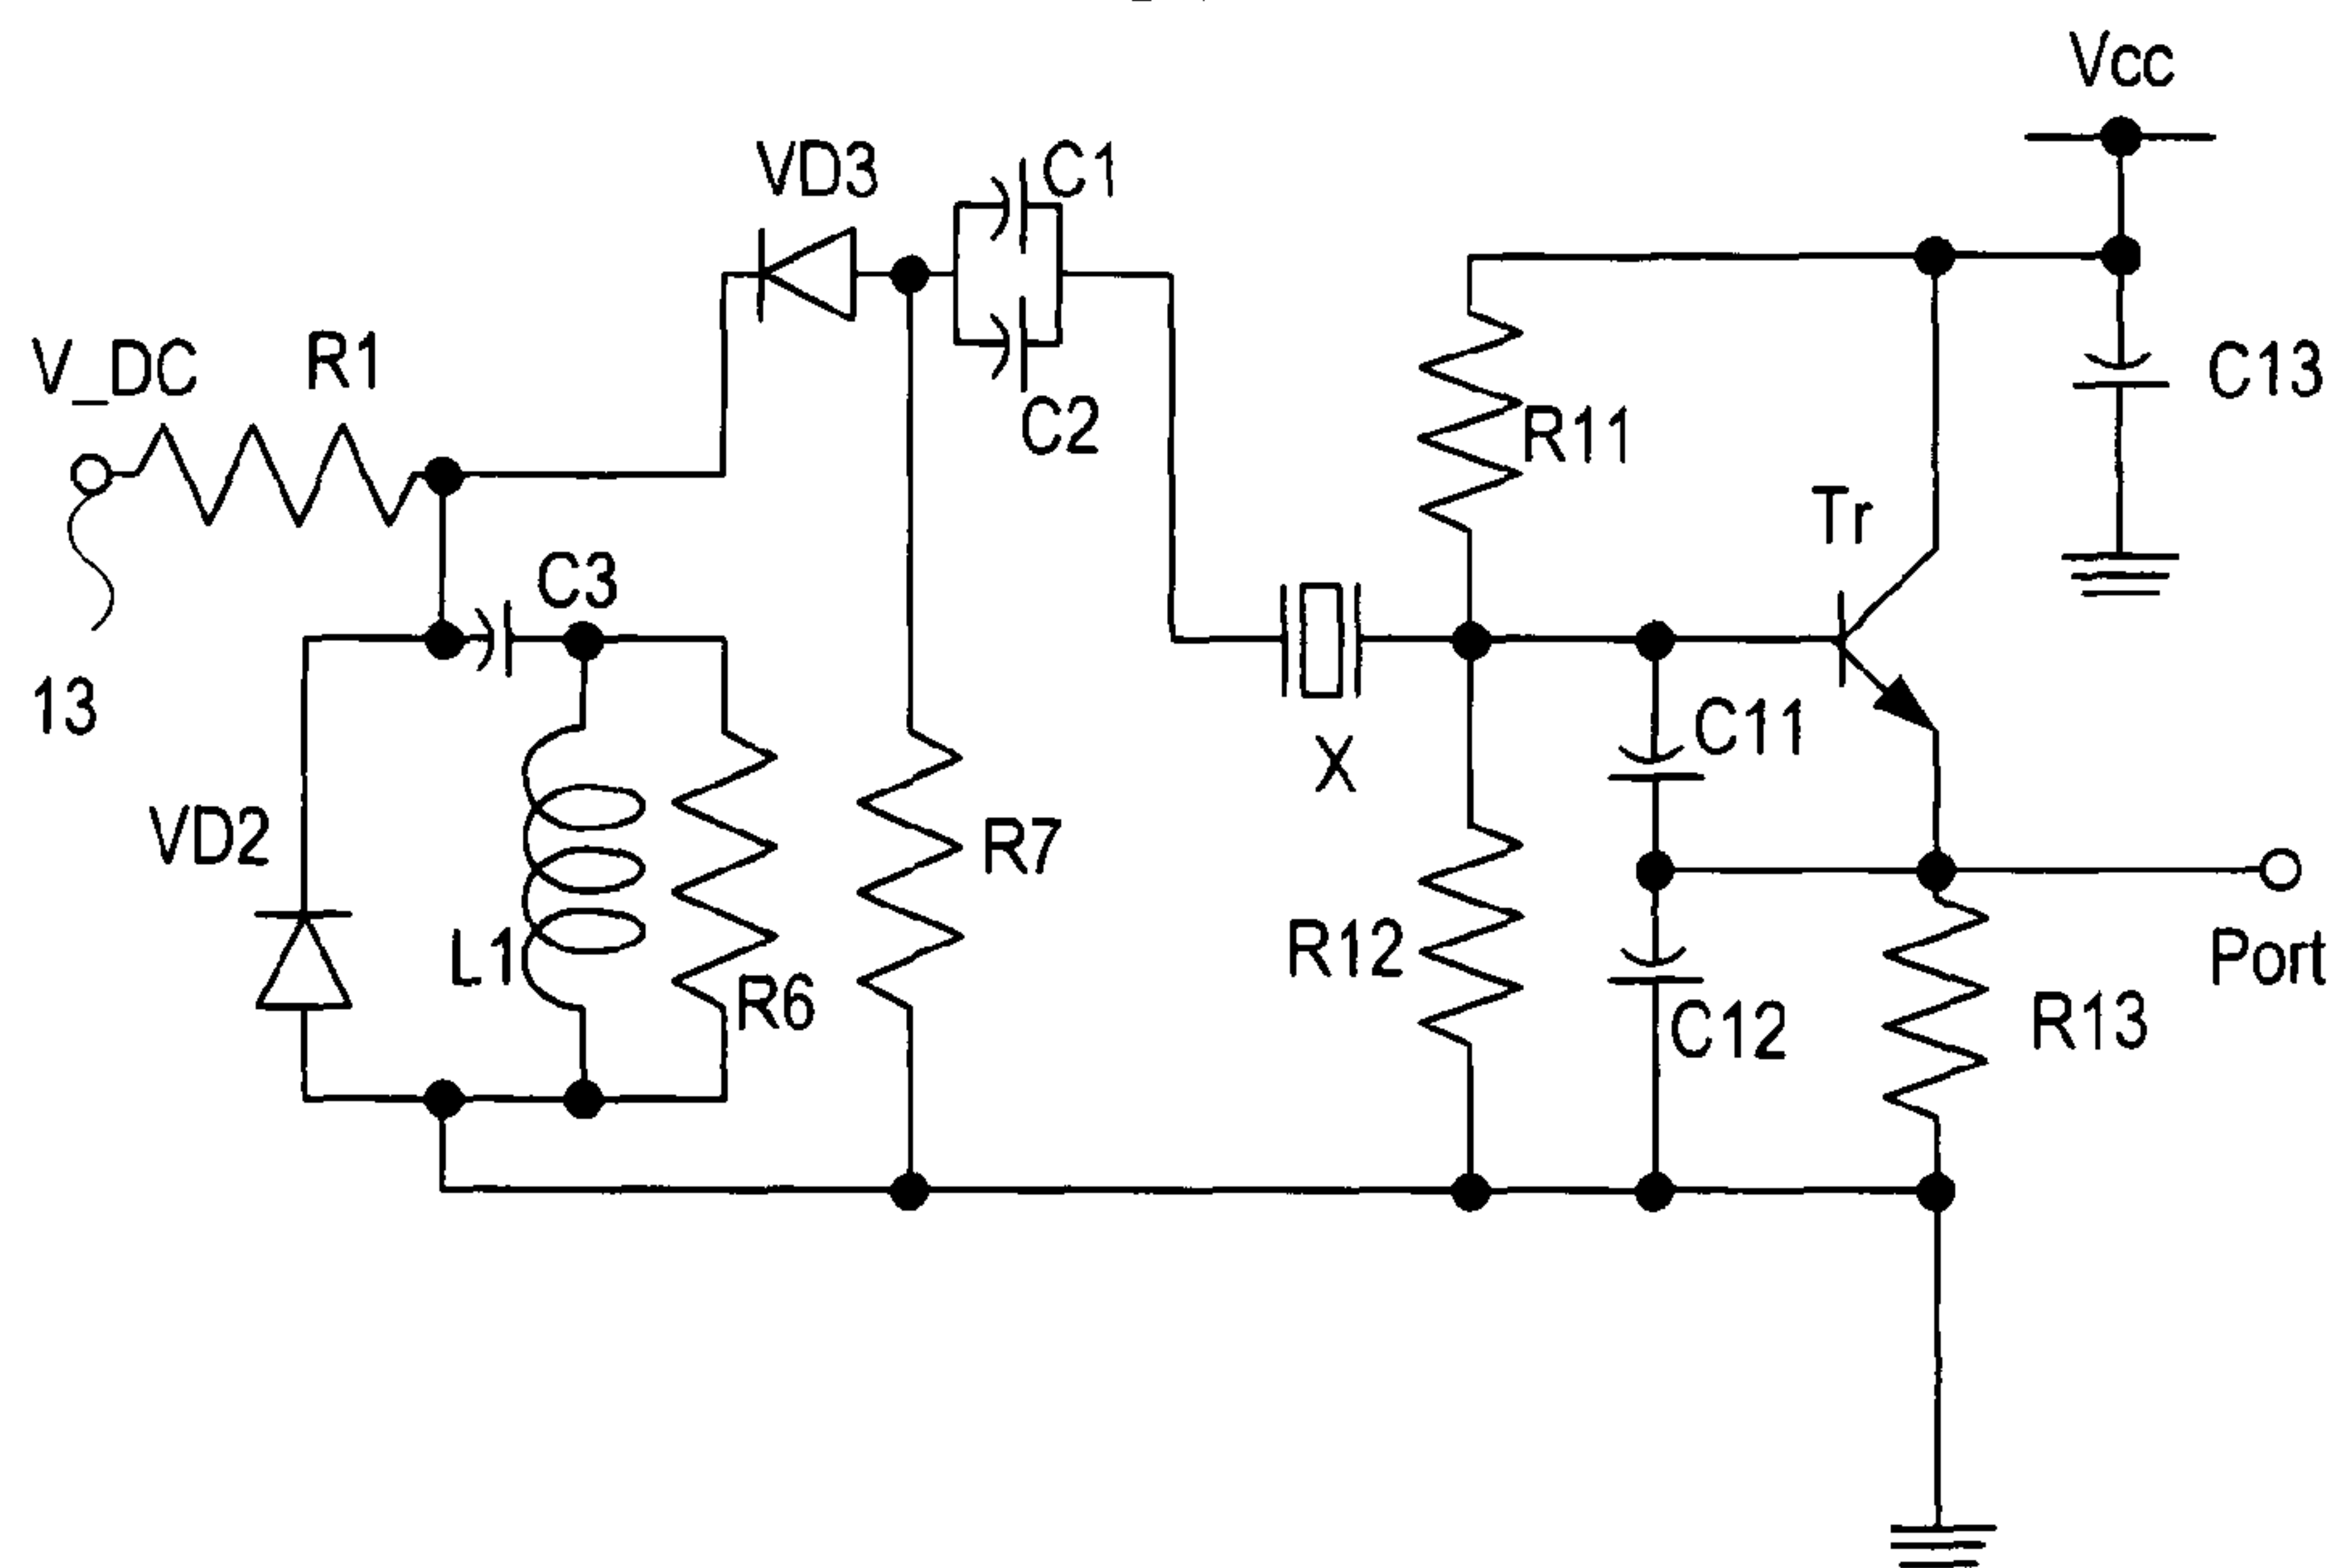 Vcc
VD3
C1
V_DC
R1
C13
C2
R11
Tr
C3
13
C11
X
VD2
R7
L1
R12
Port
R6
C12
R13